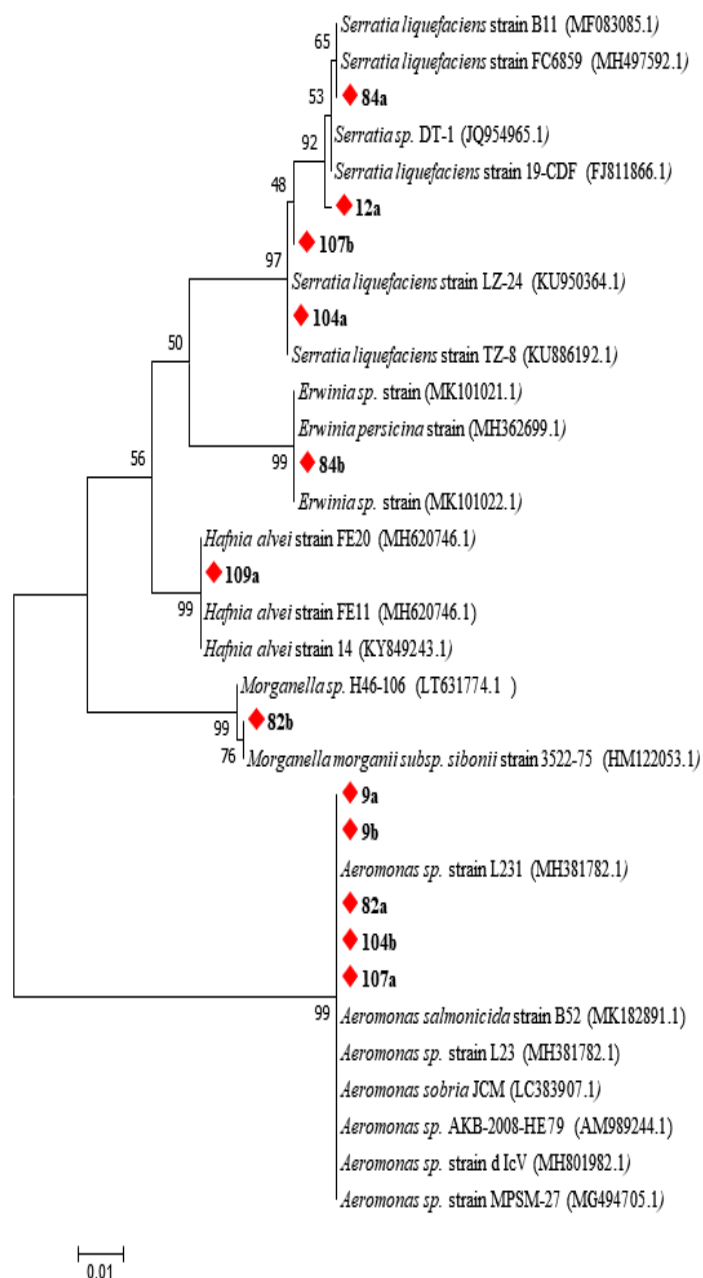 Serratia liquefaciens strain B11 (MF083085.1)
65
Serratia liquefaciens strain FC6859 (MH497592.1)
53
84a
Serratia sp. DT-1 (JQ954965.1)
92
Serratia liquefaciens strain 19-CDF (FJ811866.1)
48
12a
107b
97
Serratia liquefaciens strain LZ-24 (KU950364.1)
104a
50
Serratia liquefaciens strain TZ-8 (KU886192.1)
Erwinia sp. strain (MK101021.1)
Erwinia persicina strain (MH362699.1)
56
99
84b
Erwinia sp. strain (MK101022.1)
Hafnia alvei strain FE20 (MH620746.1)
109a
99
Hafnia alvei strain FE11 (MH620746.1)
Hafnia alvei strain 14 (KY849243.1)
Morganella sp. H46-106 (LT631774.1 )
82b
99
76
Morganella morganii subsp. sibonii strain 3522-75 (HM122053.1)
9a
9b
Aeromonas sp. strain L231 (MH381782.1)
82a
104b
107a
99
Aeromonas salmonicida strain B52 (MK182891.1)
Aeromonas sp. strain L23 (MH381782.1)
Aeromonas sobria JCM (LC383907.1)
Aeromonas sp. AKB-2008-HE79 (AM989244.1)
Aeromonas sp. strain d IcV (MH801982.1)
Aeromonas sp. strain MPSM-27 (MG494705.1)
0.01